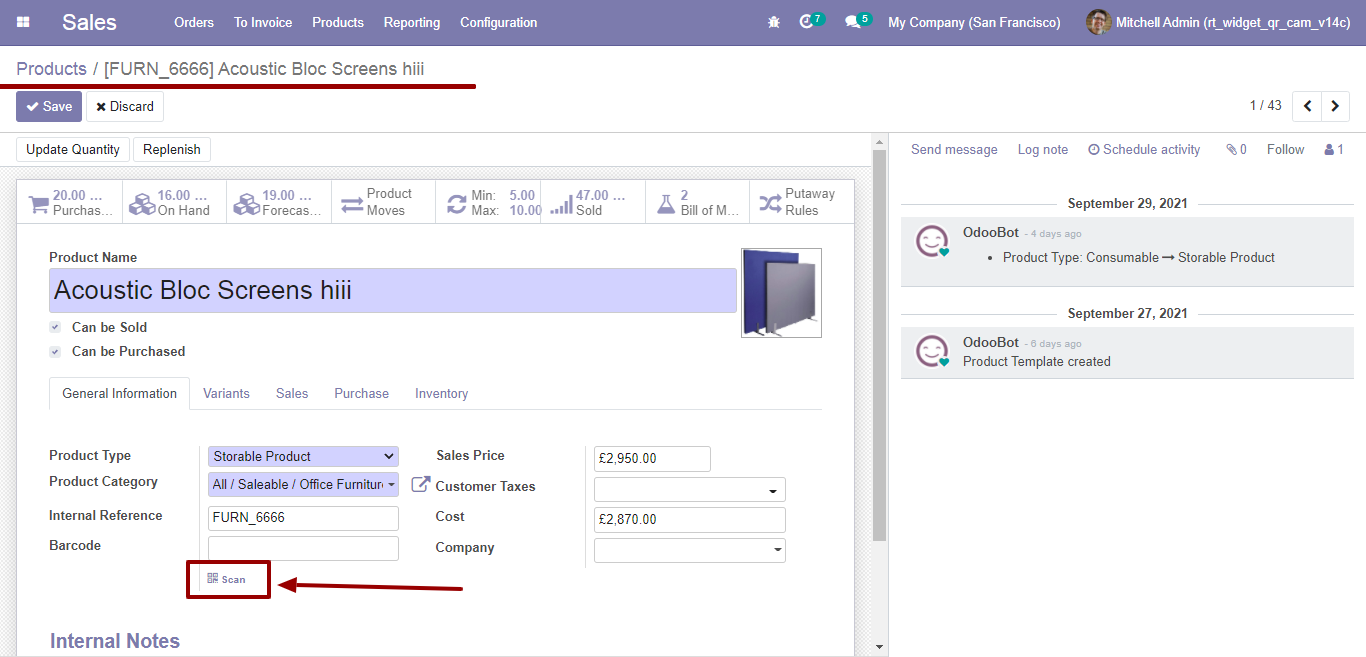 Sales Orders To Invoice Products Reporting Configuration 7 5 My Company (San Francisco) Mitchell Admin (rt_widget_qr_cam_v14c)
Products / [FURN_6666] Acoustic Bloc Screens hiii
Save Discard 1 / 43
Update Quantity Replenish
Send message Log note Schedule activity 0 Follow 1
20.00 ...
Purchas...
16.00 ...
On Hand
19.00 ...
Forecas...
Product
Moves
Min: 5.00
Max: 10.00
47.00 ...
Sold
2
Bill of M...
Putaway
Rules
Product Name
Acoustic Bloc Screens hiii
Can be Sold
Can be Purchased
General Information Variants Sales Purchase Inventory
Product Type Storable Product
Product Category All / Saleable / Office Furniture
Internal Reference FURN_6666
Barcode
Scan
Sales Price £2,950.00
Customer Taxes
Cost £2,870.00
Company
Internal Notes
September 29, 2021
OdooBot - 4 days ago
• Product Type: Consumable → Storable Product
September 27, 2021
OdooBot - 6 days ago
Product Template created